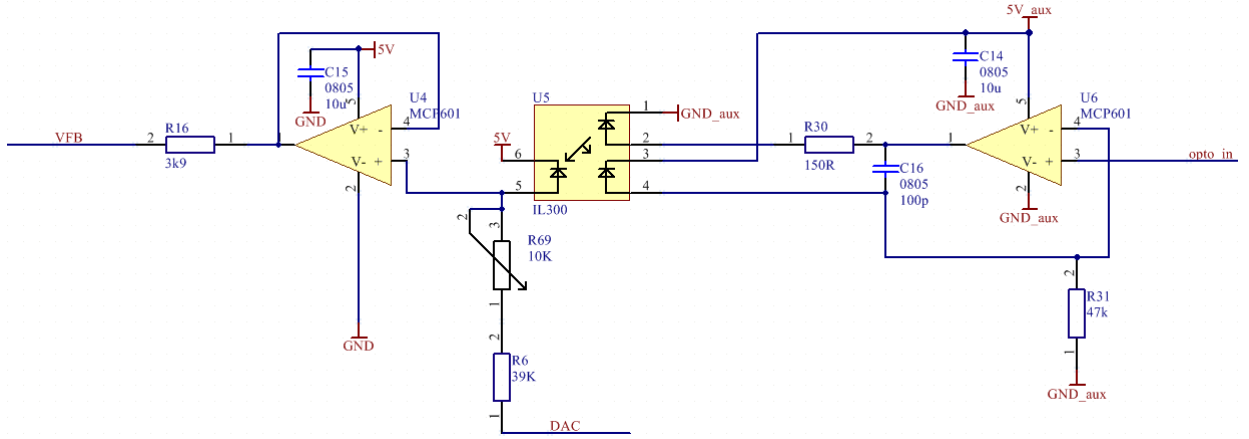 5V_aux
5V
C15
0805
10u
GND
U4
MCP601
5
V+
-
4
V-
+
3
2
1
VFB
2
R16
1
3k9
GND
U5
5V
6
5
IL300
1
GND_aux
2
3
4
2
3
R69
10K
1
2
R6
39K
1
DAC
1
R30
2
150R
C16
0805
100p
C14
0805
10u
GND_aux
U6
MCP601
5
V+
-
4
V-
+
3
2
1
GND_aux
opto_in
2
R31
47k
1
GND_aux